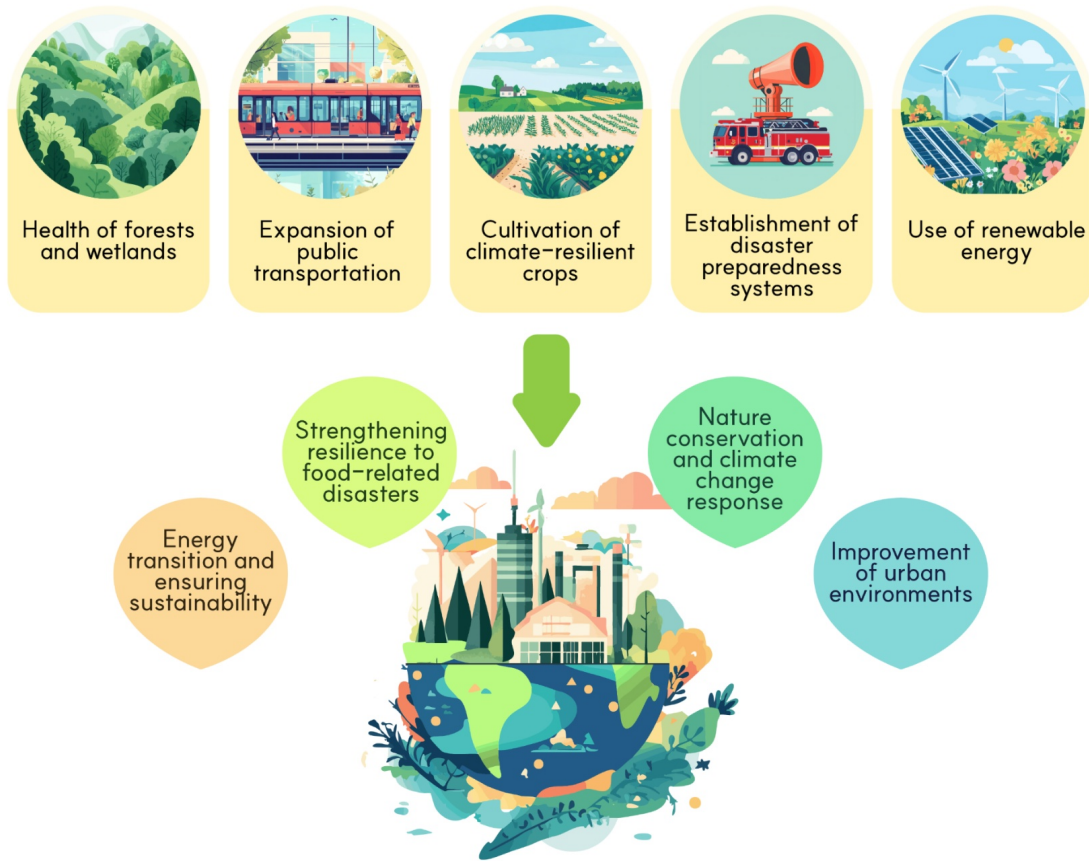 Health of forests
and wetlands
Expansion of
public
transportation
Cultivation of
climate-resilient
crops
Establishment of
disaster
preparedness
systems
Use of renewable
energy
Strengthening
resilience to
food-related
disasters
Nature
conservation
and climate
change
response
Energy
transition and
ensuring
sustainability
Improvement
of urban
environments